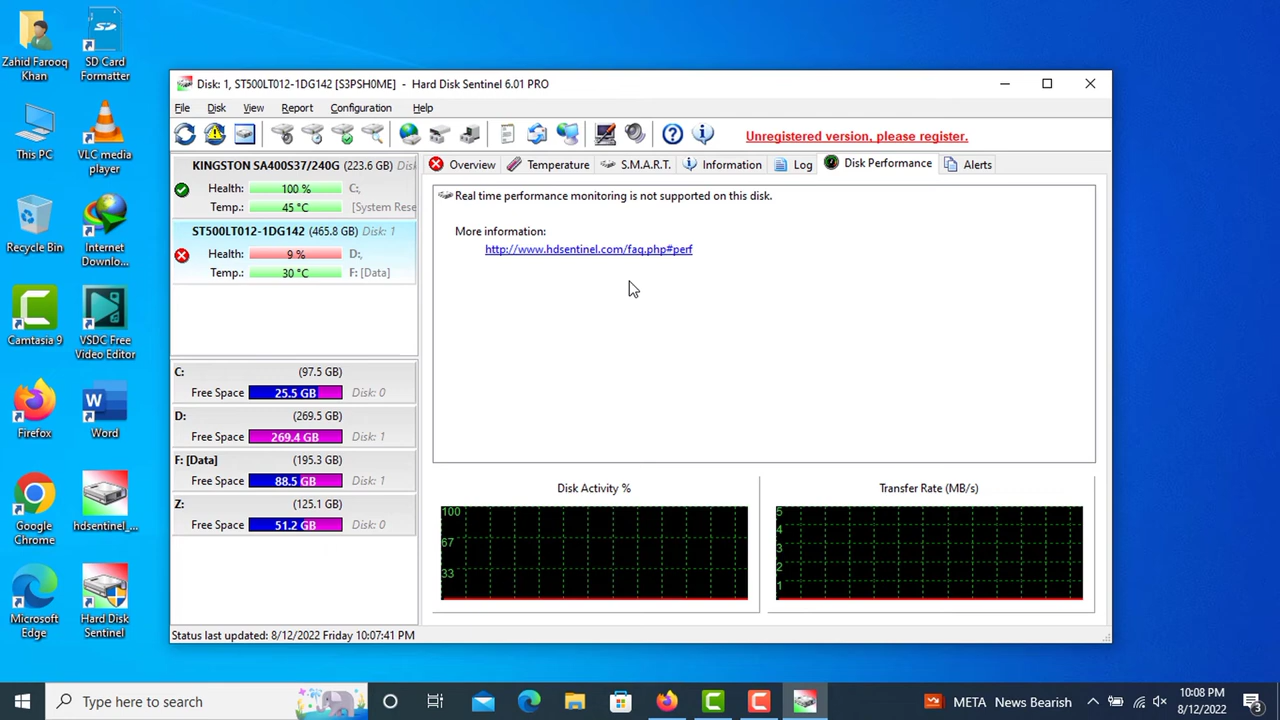 Zahid Farooq
Khan
SD Card
Formatter
This PC
VLC media
player
Recycle Bin
Internet
Downlo...
Camtasia 9
VSDC Free
Video Editor
Firefox
Word
Google
Chrome
hdsentinel_...
Microsoft
Edge
Hard Disk
Sentinel
Disk: 1, ST500LT012-1DG142 [S3PSH0ME] - Hard Disk Sentinel 6.01 PRO
File Disk View Report Configuration Help
Unregistered version, please register.
KINGSTON SA400S37/240G (223.6 GB) Disk
Health: 100 % C:,
Temp.: 45 °C [System Rese
ST500LT012-1DG142 (465.8 GB) Disk: 1
Health: 9 % D:,
Temp.: 30 °C F: [Data]
C: (97.5 GB)
Free Space 25.5 GB Disk: 0
D: (269.5 GB)
Free Space 269.4 GB Disk: 1
F: [Data] (195.3 GB)
Free Space 88.5 GB Disk: 1
Z: (125.1 GB)
Free Space 51.2 GB Disk: 0
Overview Temperature S.M.A.R.T. Information Log Disk Performance Alerts
Real time performance monitoring is not supported on this disk.
More information:
http://www.hdsentinel.com/faq.php#perf
Disk Activity %
100
67
33
Transfer Rate (MB/s)
5
4
3
2
1
Status last updated: 8/12/2022 Friday 10:07:41 PM
Type here to search
META News Bearish
10:08 PM
8/12/2022
3